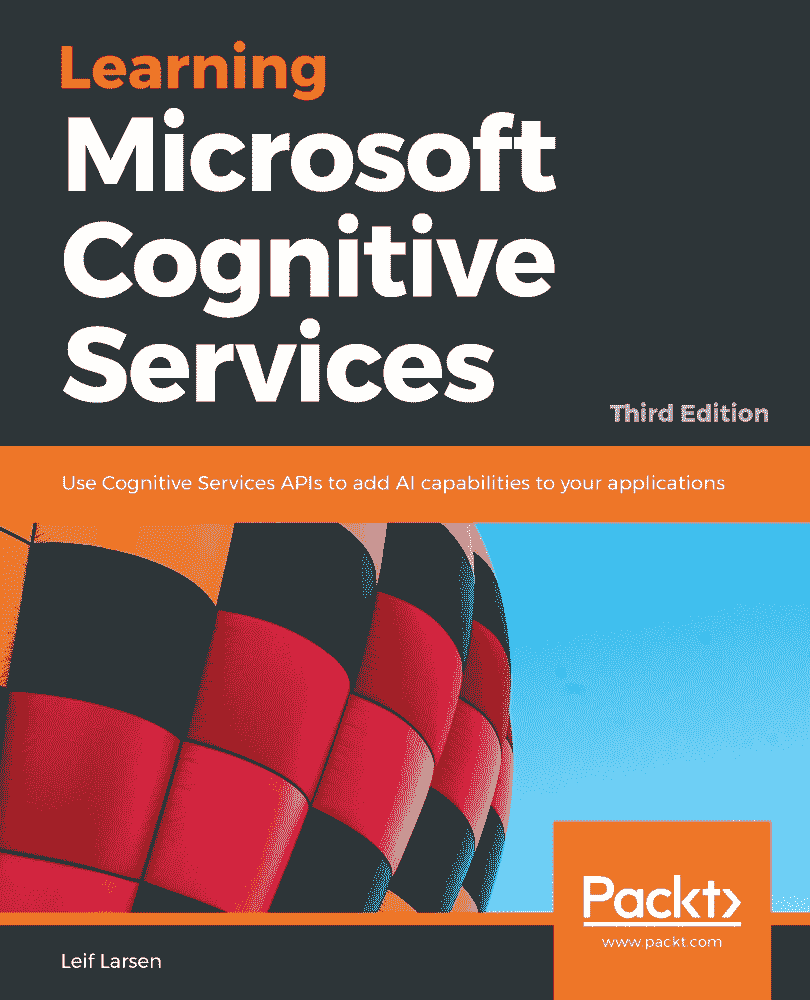 Learning
Microsoft
Cognitive
Services
Third Edition
Use Cognitive Services APIs to add AI capabilities to your applications
Packt>
www.packt.com
Leif Larsen